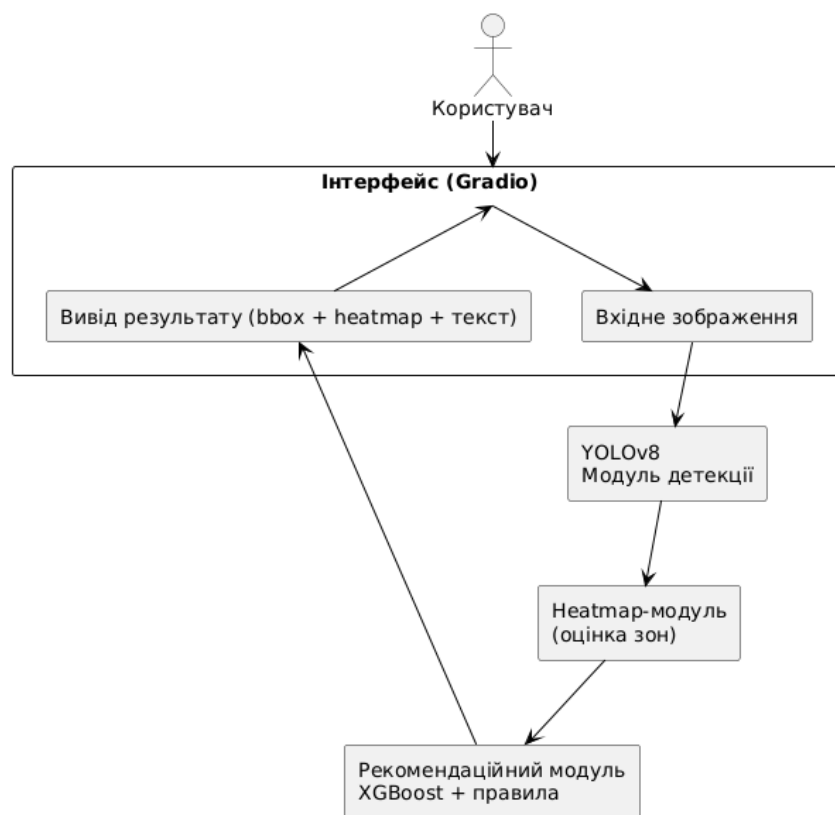 Користувач
Інтерфейс (Gradio)
Вивід результату (bbox + heatmap + текст)
Вхідне зображення
YOLOv8
Модуль детекції
Heatmap-модуль
(оцінка зон)
Рекомендаційний модуль
XGBoost + правила